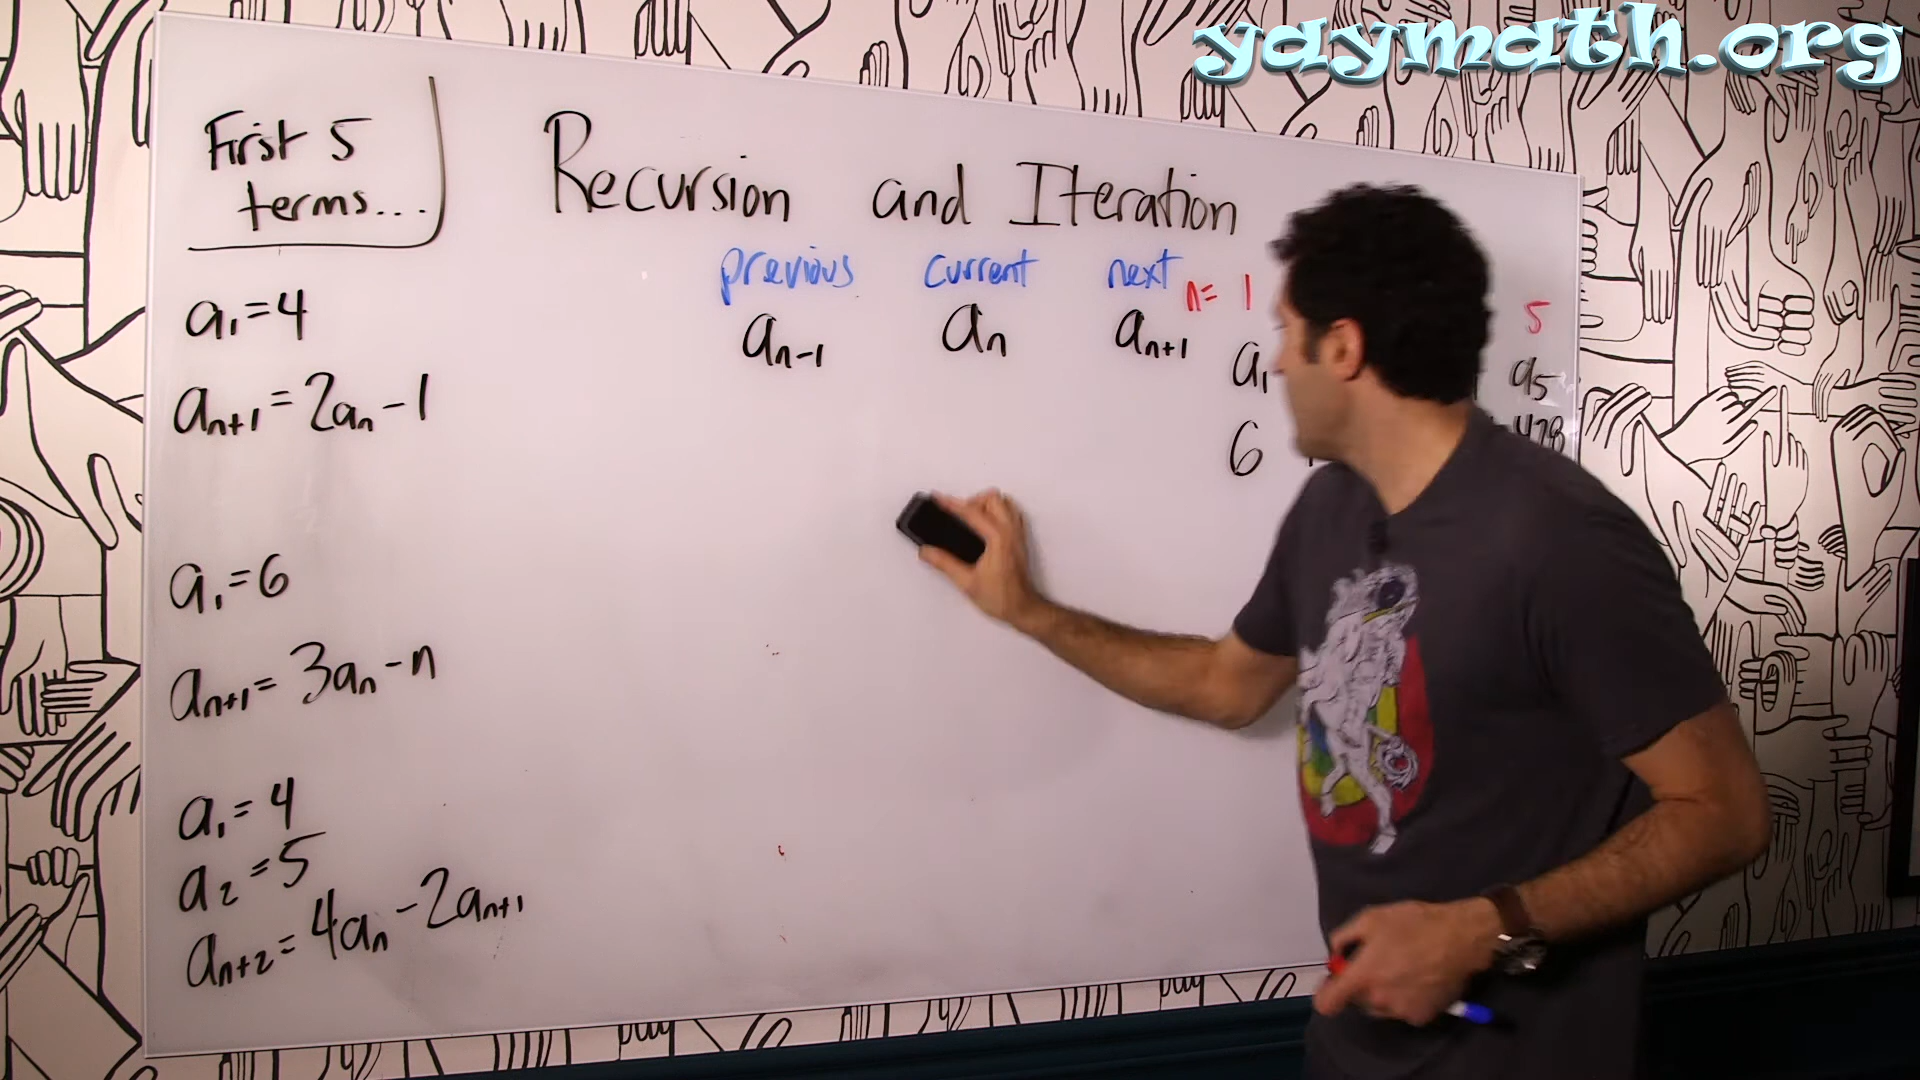 yaymath.org
First 5
terms...
Recursion and Iteration
previous current next
n= 1 5
aₙ₋₁ aₙ aₙ₊₁
a₁ a₅
6 478
a₁=4
aₙ₊₁=2aₙ-1
a₁=6
aₙ₊₁=3aₙ-n
a₁=4
a₂=5
aₙ₊₂=4aₙ-2aₙ₊₁